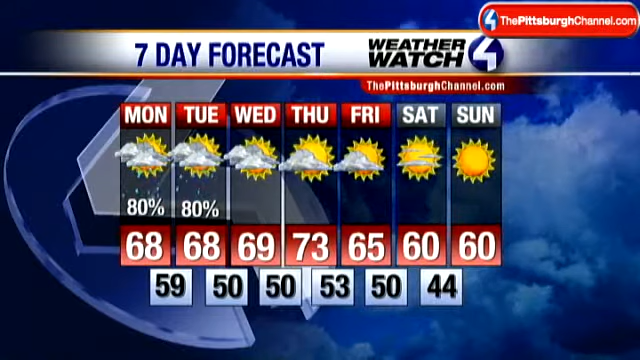 4 ThePittsburghChannel.com
7 DAY FORECAST
WEATHER WATCH 4
ThePittsburghChannel.com
MON TUE WED THU FRI SAT SUN
80% 80%
68 68 69 73 65 60 60
59 50 50 53 50 44